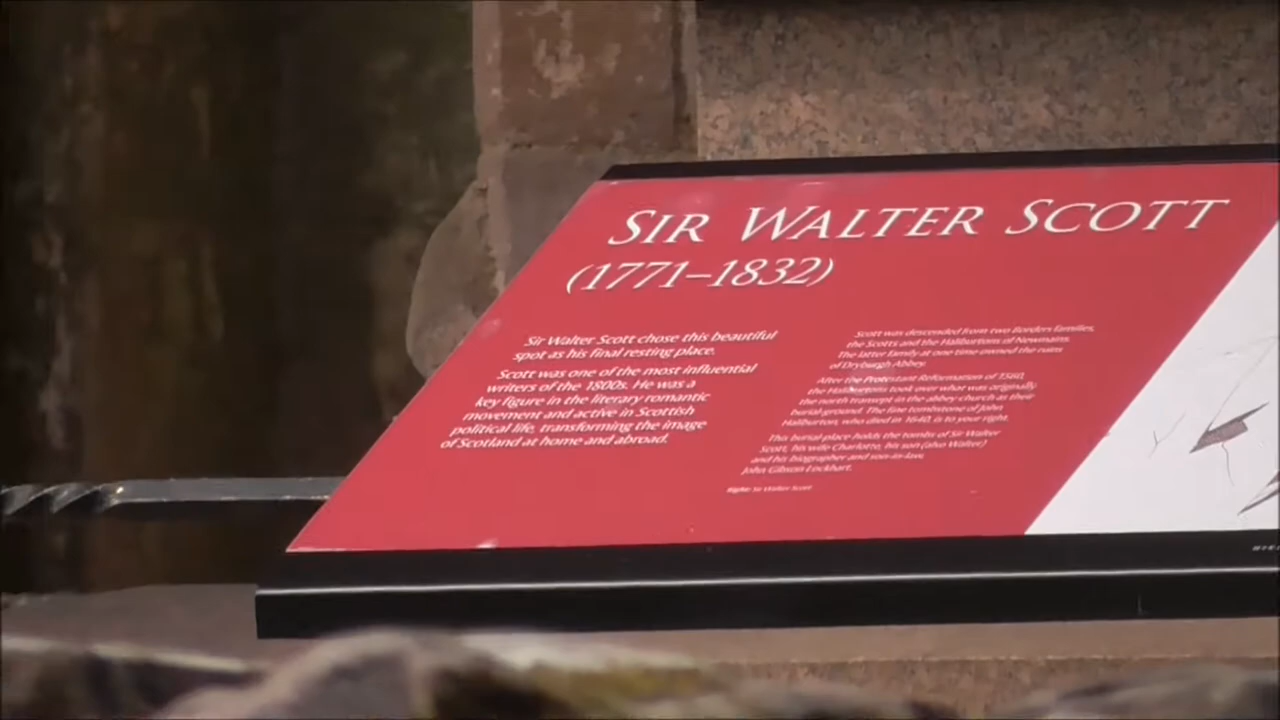 SIR WALTER SCOTT
(1771–1832)
Sir Walter Scott chose this beautiful
spot as his final resting place.
Scott was one of the most influential
writers of the 1800s. He was a
key figure in the literary romantic
movement and active in Scottish
political life, transforming the image
of Scotland at home and abroad.
Scott was descended from two Borders families,
the Scotts and the Haliburtons of Newmains.
The latter family at one time owned the ruins
of Dryburgh Abbey.
After the Protestant Reformation of 1560,
the Haliburtons took over what was originally
the north transept in the abbey church as their
burial-ground. The fine tombstone of John
Haliburton, who died in 1640, is to your right.
This burial-place holds the tombs of Sir Walter
Scott, his wife Charlotte, his son (also Walter)
and his biographer and son-in-law,
John Gibson Lockhart.
Right: Sir Walter Scott